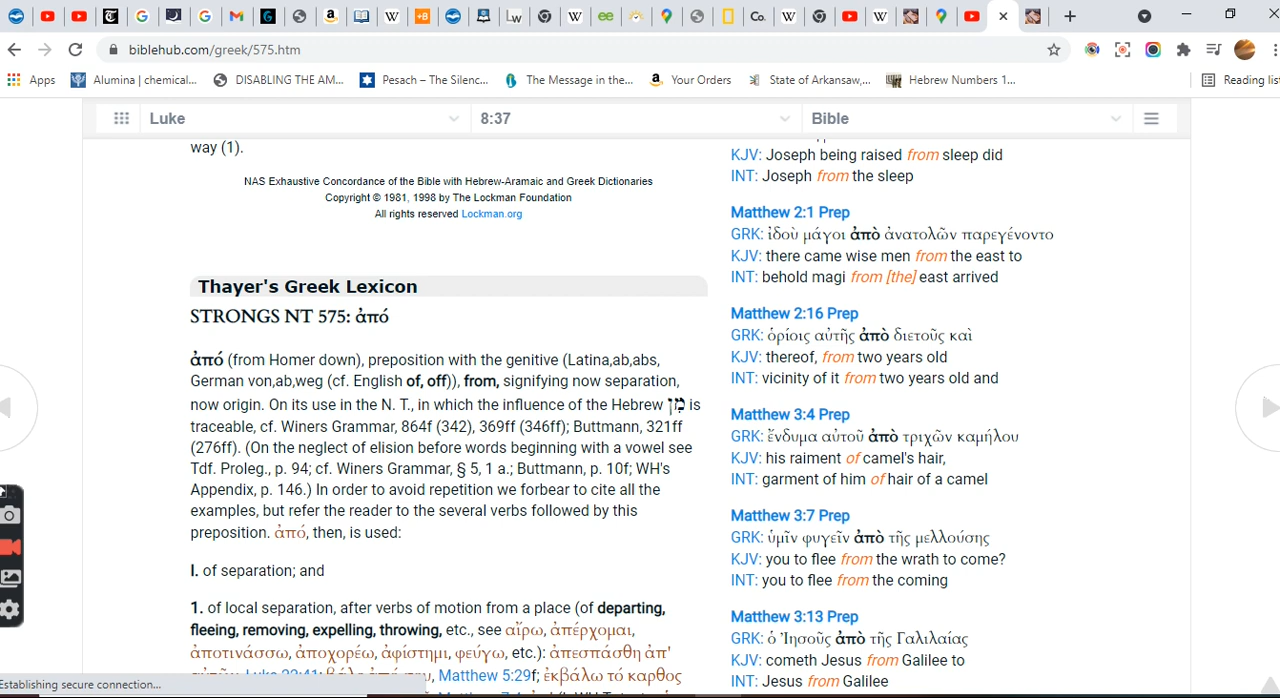 biblehub.com/greek/575.htm
Apps Alumina | chemical... DISABLING THE AM... Pesach – The Silenc... The Message in the... Your Orders State of Arkansaw,... Hebrew Numbers 1... Reading list
Luke 8:37 Bible
way (1).
NAS Exhaustive Concordance of the Bible with Hebrew-Aramaic and Greek Dictionaries
Copyright © 1981, 1998 by The Lockman Foundation
All rights reserved Lockman.org
Thayer's Greek Lexicon
STRONGS NT 575: ἀπό
ἀπό (from Homer down), preposition with the genitive (Latina,ab,abs,
German von,ab,weg (cf. English of, off)), from, signifying now separation,
now origin. On its use in the N. T., in which the influence of the Hebrew מִן is
traceable, cf. Winers Grammar, 864f (342), 369ff (346ff); Buttmann, 321ff
(276ff). (On the neglect of elision before words beginning with a vowel see
Tdf. Proleg., p. 94; cf. Winers Grammar, § 5, 1 a.; Buttmann, p. 10f; WH's
Appendix, p. 146.) In order to avoid repetition we forbear to cite all the
examples, but refer the reader to the several verbs followed by this
preposition. ἀπό, then, is used:
I. of separation; and
1. of local separation, after verbs of motion from a place (of departing,
fleeing, removing, expelling, throwing, etc., see αἴρω, ἀπέρχομαι,
ἀποτινάσσω, ἀποχορέω, ἀφίστημι, φεύγω, etc.): ἀπεσπάσθη ἀπ'
Luke 22:41; Matthew 5:29f; ἐκβάλω τό καρθος
KJV: Joseph being raised from sleep did
INT: Joseph from the sleep
Matthew 2:1 Prep
GRK: ἰδοὺ μάγοι ἀπὸ ἀνατολῶν παρεγένοντο
KJV: there came wise men from the east to
INT: behold magi from [the] east arrived
Matthew 2:16 Prep
GRK: ὁρίοις αὐτῆς ἀπὸ διετοῦς καὶ
KJV: thereof, from two years old
INT: vicinity of it from two years old and
Matthew 3:4 Prep
GRK: ἔνδυμα αὐτοῦ ἀπὸ τριχῶν καμήλου
KJV: his raiment of camel's hair,
INT: garment of him of hair of a camel
Matthew 3:7 Prep
GRK: ὑμῖν φυγεῖν ἀπὸ τῆς μελλούσης
KJV: you to flee from the wrath to come?
INT: you to flee from the coming
Matthew 3:13 Prep
GRK: ὁ Ἰησοῦς ἀπὸ τῆς Γαλιλαίας
KJV: cometh Jesus from Galilee to
INT: Jesus from Galilee
Establishing secure connection...